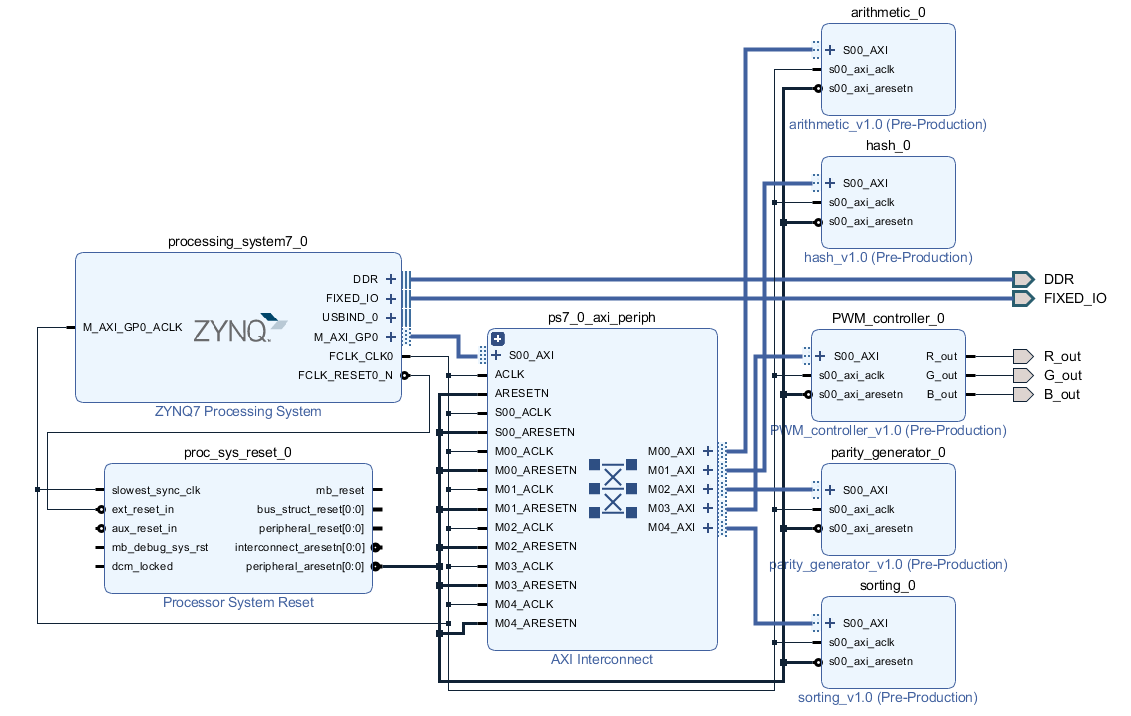 arithmetic_0
S00_AXI
s00_axi_aclk
s00_axi_aresetn
arithmetic_v1.0 (Pre-Production)
hash_0
S00_AXI
s00_axi_aclk
s00_axi_aresetn
hash_v1.0 (Pre-Production)
processing_system7_0
M_AXI_GP0_ACLK
ZYNQ
DDR
FIXED_IO
USBIND_0
M_AXI_GP0
FCLK_CLK0
FCLK_RESET0_N
ZYNQ7 Processing System
DDR
FIXED_IO
ps7_0_axi_periph
S00_AXI
ACLK
ARESETN
S00_ACLK
S00_ARESETN
M00_ACLK
M00_ARESETN
M01_ACLK
M01_ARESETN
M02_ACLK
M02_ARESETN
M03_ACLK
M03_ARESETN
M04_ACLK
M04_ARESETN
M00_AXI
M01_AXI
M02_AXI
M03_AXI
M04_AXI
AXI Interconnect
PWM_controller_0
S00_AXI
s00_axi_aclk
s00_axi_aresetn
R_out
G_out
B_out
PWM_controller_v1.0 (Pre-Production)
R_out
G_out
B_out
proc_sys_reset_0
slowest_sync_clk
ext_reset_in
aux_reset_in
mb_debug_sys_rst
dcm_locked
mb_reset
bus_struct_reset[0:0]
peripheral_reset[0:0]
interconnect_aresetn[0:0]
peripheral_aresetn[0:0]
Processor System Reset
parity_generator_0
S00_AXI
s00_axi_aclk
s00_axi_aresetn
parity_generator_v1.0 (Pre-Production)
sorting_0
S00_AXI
s00_axi_aclk
s00_axi_aresetn
sorting_v1.0 (Pre-Production)